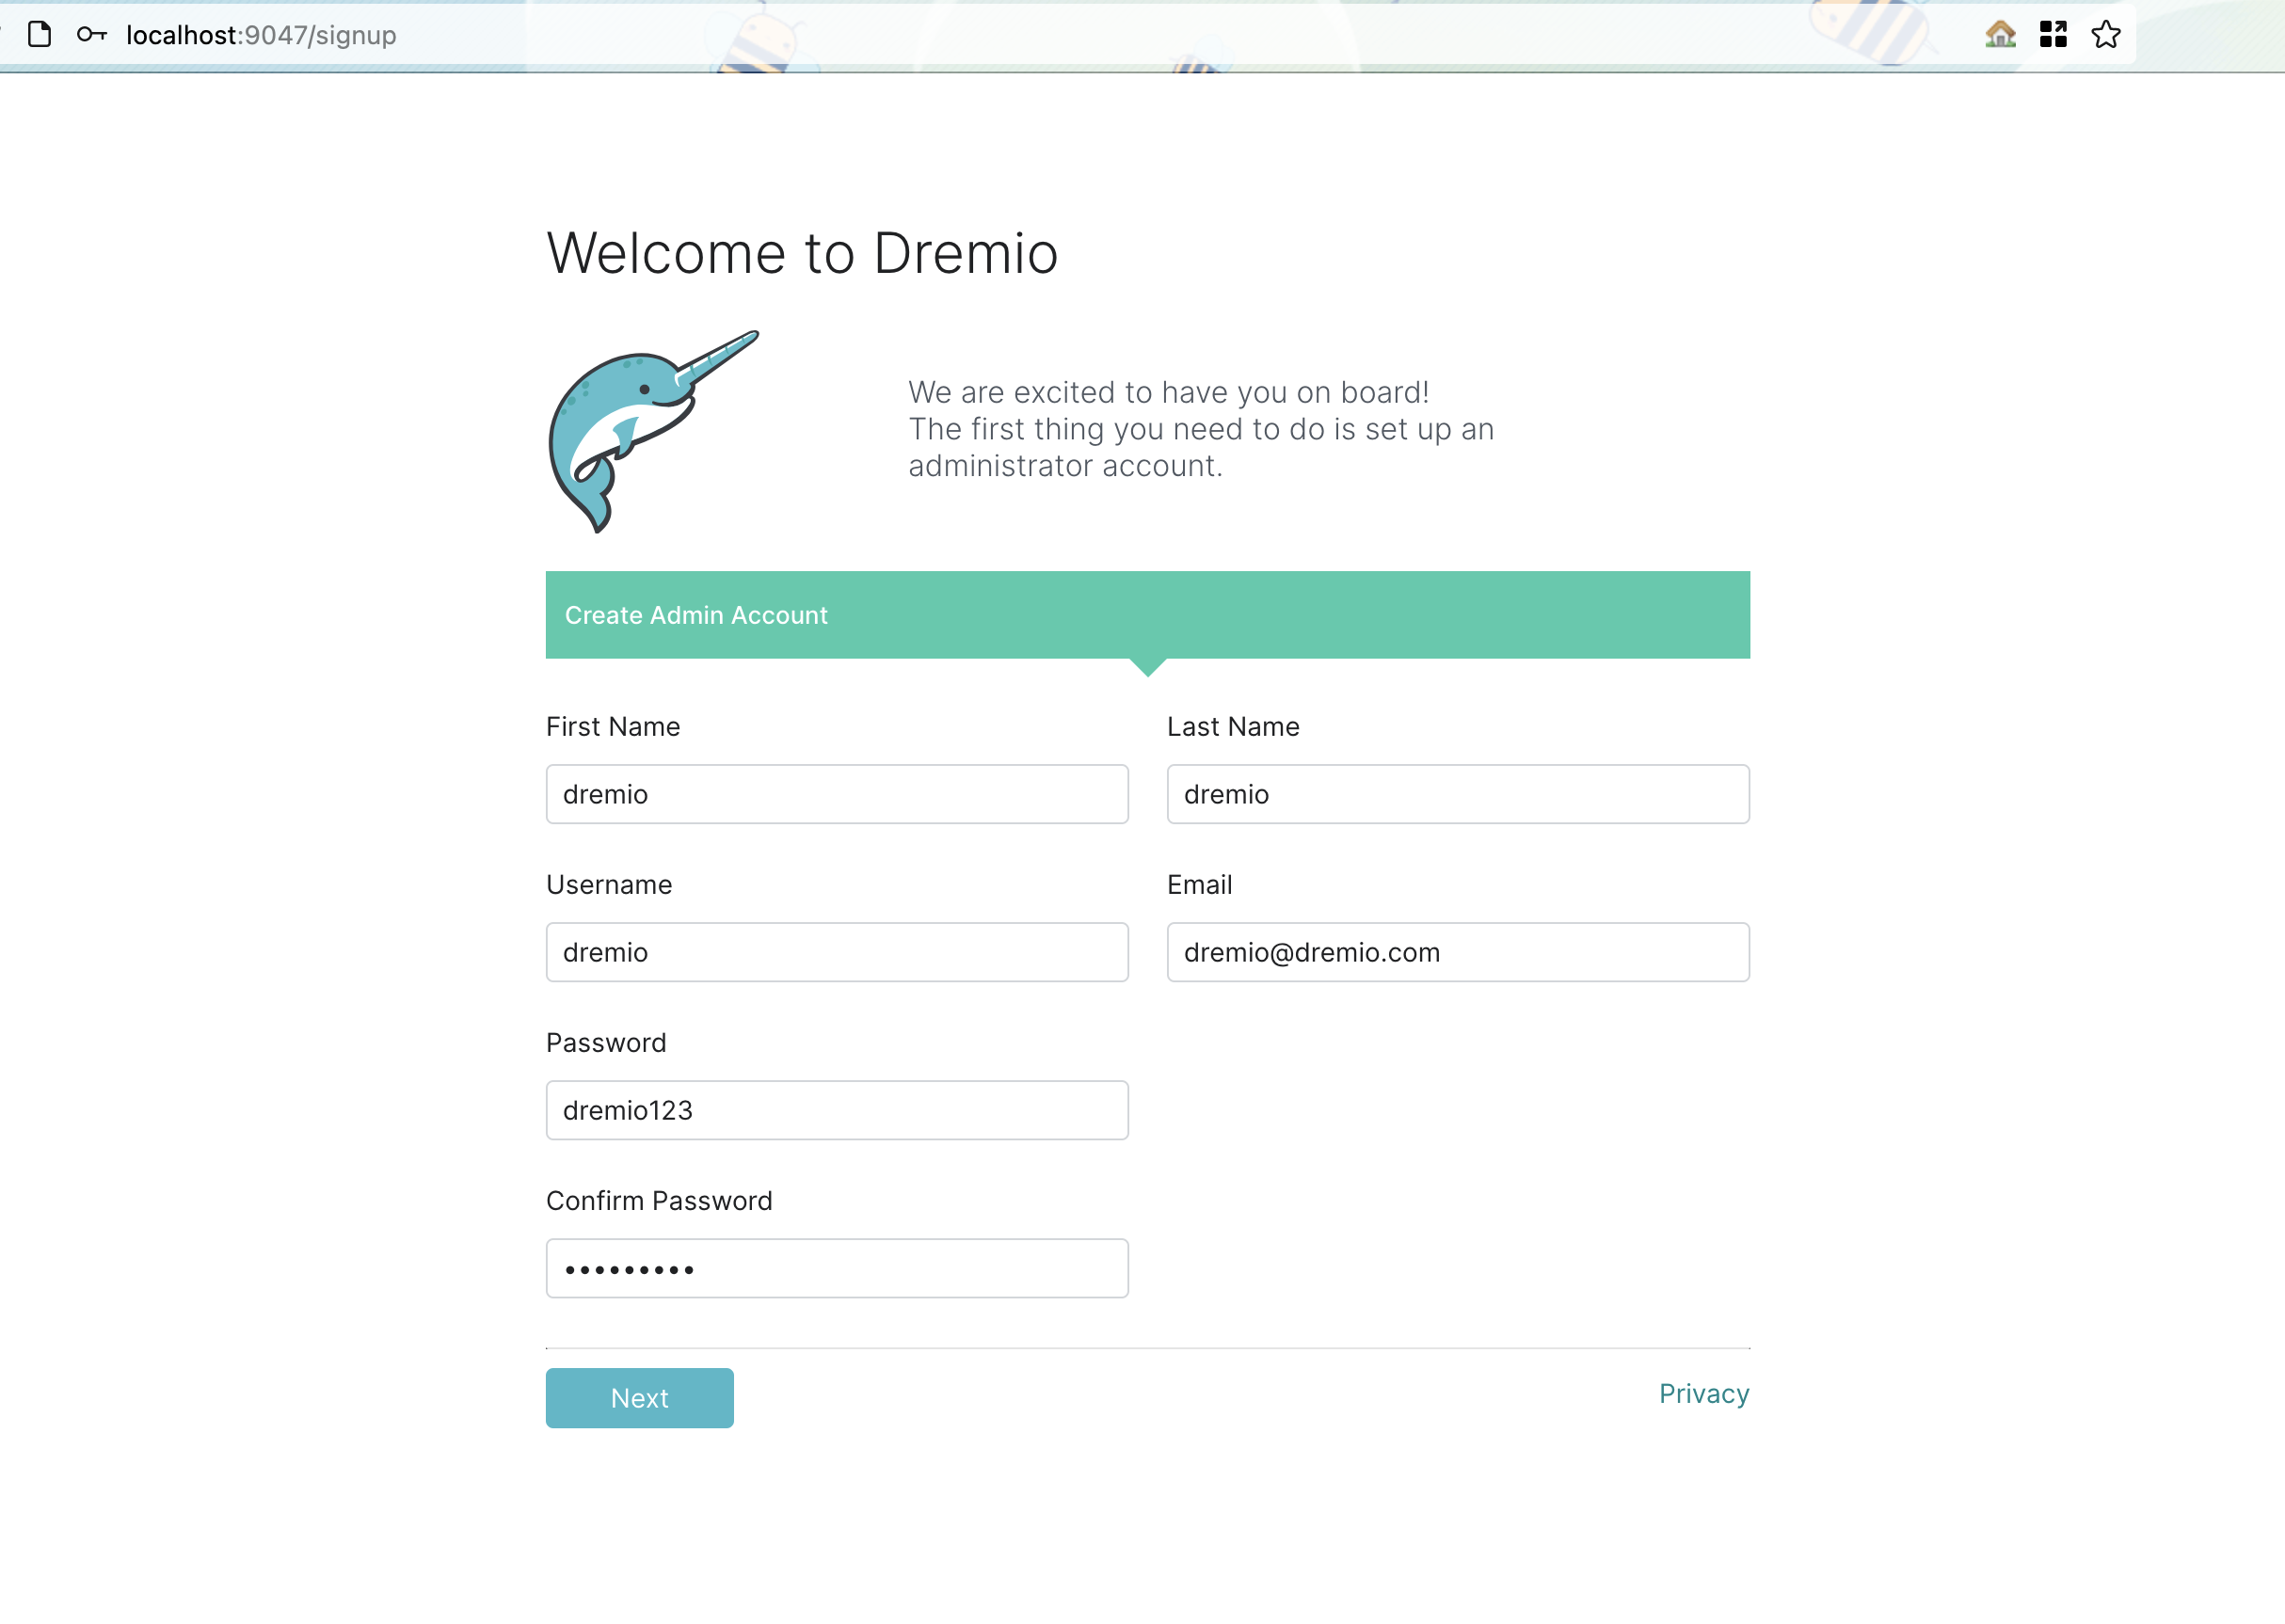 localhost:9047/signup
Welcome to Dremio
We are excited to have you on board!
The first thing you need to do is set up an
administrator account.
Create Admin Account
First Name
Last Name
dremio
dremio
Username
Email
dremio
dremio@dremio.com
Password
dremio123
Confirm Password
•••••••••
Next
Privacy